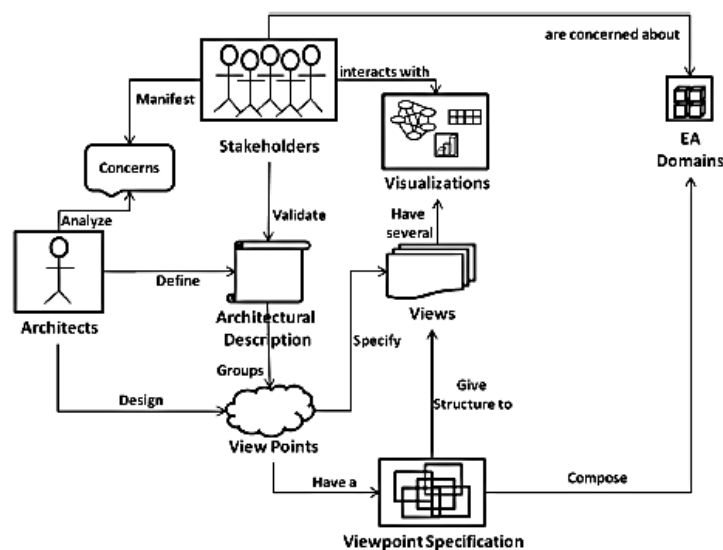 are concerned about
interacts with
Manifest
Stakeholders
EA
Domains
Concerns
Visualizations
Analyze
Have
several
Validate
Define
Architects
Architectural
Description
Views
Groups
Specify
Design
View Points
Give
Structure to
Have a
Compose
Viewpoint Specification